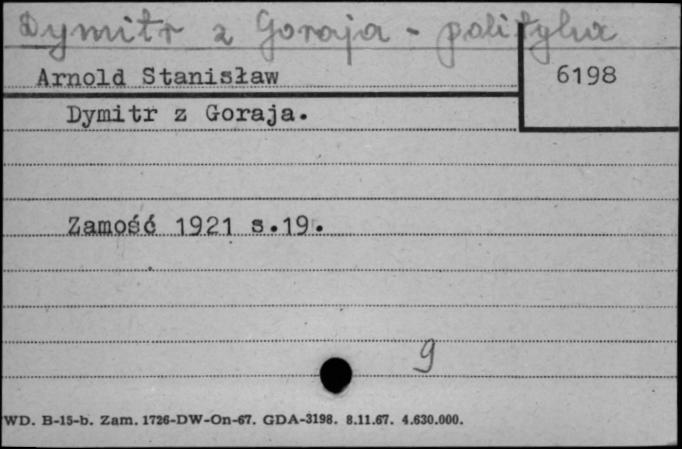 Dymitr z Goraja - polityka
Arnold Stanisław
6198
Dymitr z Goraja.
Zamość 1921 s.19.
9
WD. B-15-b. Zam. 1726-DW-On-67. GDA-3198. 8.11.67. 4.630.000.